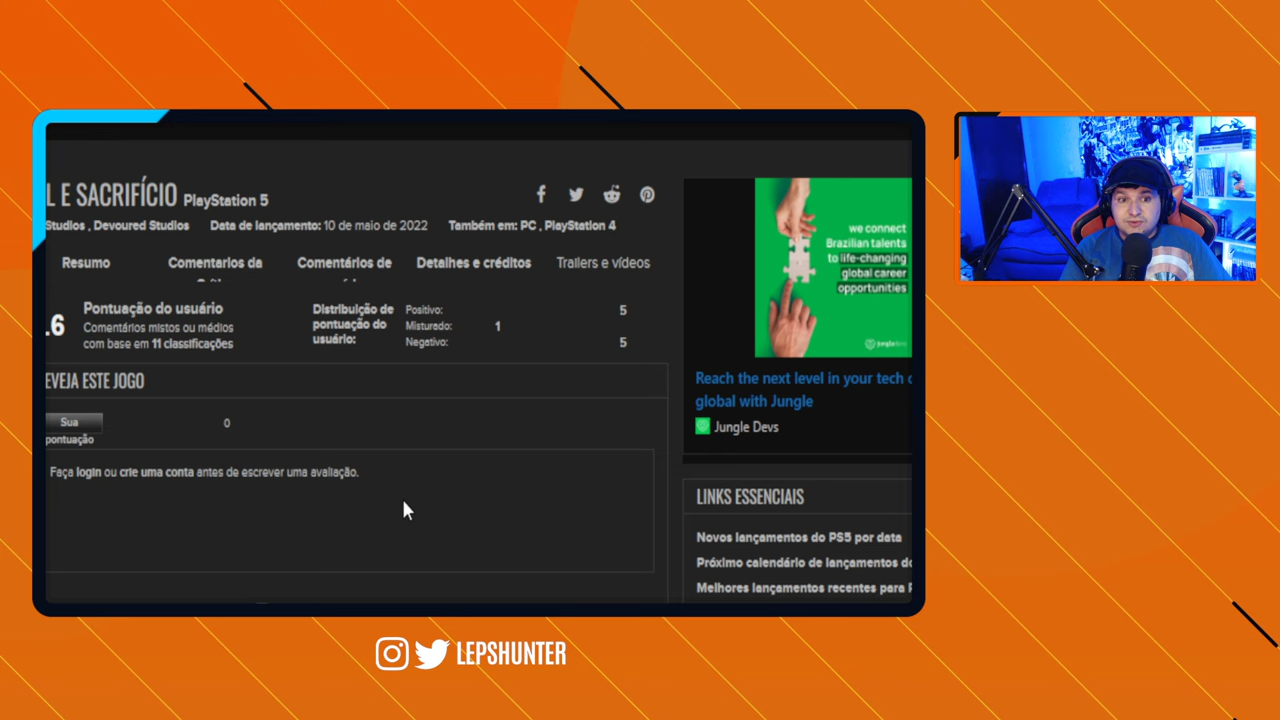 L E SACRIFÍCIO PlayStation 5
Studios , Devoured Studios Data de lançamento: 10 de maio de 2022 Também em: PC , PlayStation 4
Resumo Comentarios da Comentários de Detalhes e créditos Trailers e vídeos
.6 Pontuação do usuário
Comentários mistos ou médios
com base em 11 classificações
Distribuição de
pontuação do
usuário:
Positivo: 5
Misturado: 1
Negativo: 5
EVEJA ESTE JOGO
Sua
pontuação
0
Faça login ou crie uma conta antes de escrever uma avaliação.
we connect
Brazilian talents
to life-changing
global career
opportunities
jungledevs
Reach the next level in your tech c
global with Jungle
Jungle Devs
LINKS ESSENCIAIS
Novos lançamentos do PS5 por data
Próximo calendário de lançamentos do
Melhores lançamentos recentes para P
LEPSHUNTER